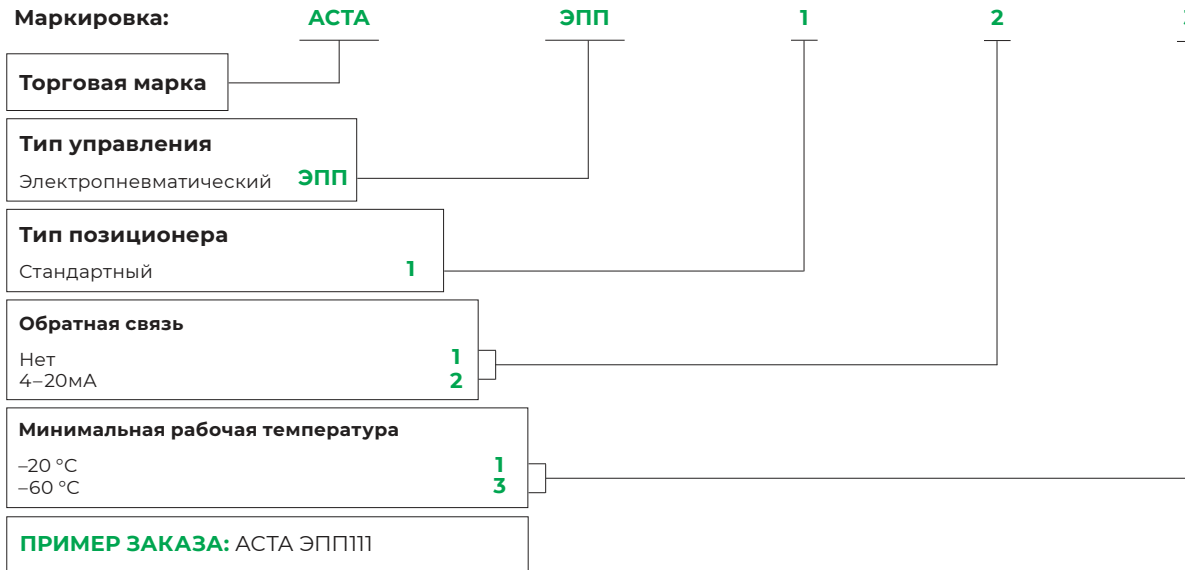 Маркировка: АСТА ЭПП 1 2
Торговая марка
Тип управления
Электропневматический ЭПП
Тип позиционера
Стандартный 1
Обратная связь
Нет 1
4–20мА 2
Минимальная рабочая температура
–20 °С 1
–60 °С 3
ПРИМЕР ЗАКАЗА: АСТА ЭПП111